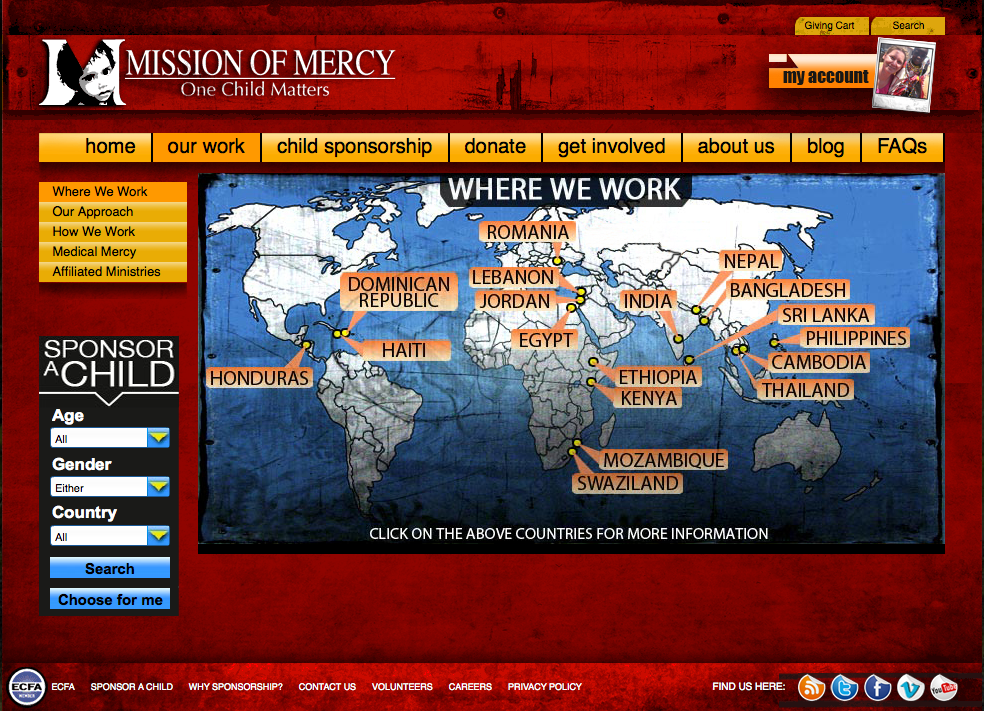 Giving Cart
Search
MISSION OF MERCY
One Child Matters
my account
home
our work
child sponsorship
donate
get involved
about us
blog
FAQs
Where We Work
Our Approach
How We Work
Medical Mercy
Affiliated Ministries
WHERE WE WORK
ROMANIA
LEBANON
JORDAN
EGYPT
NEPAL
BANGLADESH
INDIA
SRI LANKA
PHILIPPINES
CAMBODIA
THAILAND
DOMINICAN
REPUBLIC
HAITI
HONDURAS
ETHIOPIA
KENYA
MOZAMBIQUE
SWAZILAND
CLICK ON THE ABOVE COUNTRIES FOR MORE INFORMATION
SPONSOR
A CHILD
Age
All
Gender
Either
Country
All
Search
Choose for me
ECFA
MEMBER
ECFA
SPONSOR A CHILD
WHY SPONSORSHIP?
CONTACT US
VOLUNTEERS
CAREERS
PRIVACY POLICY
FIND US HERE:
You Tube